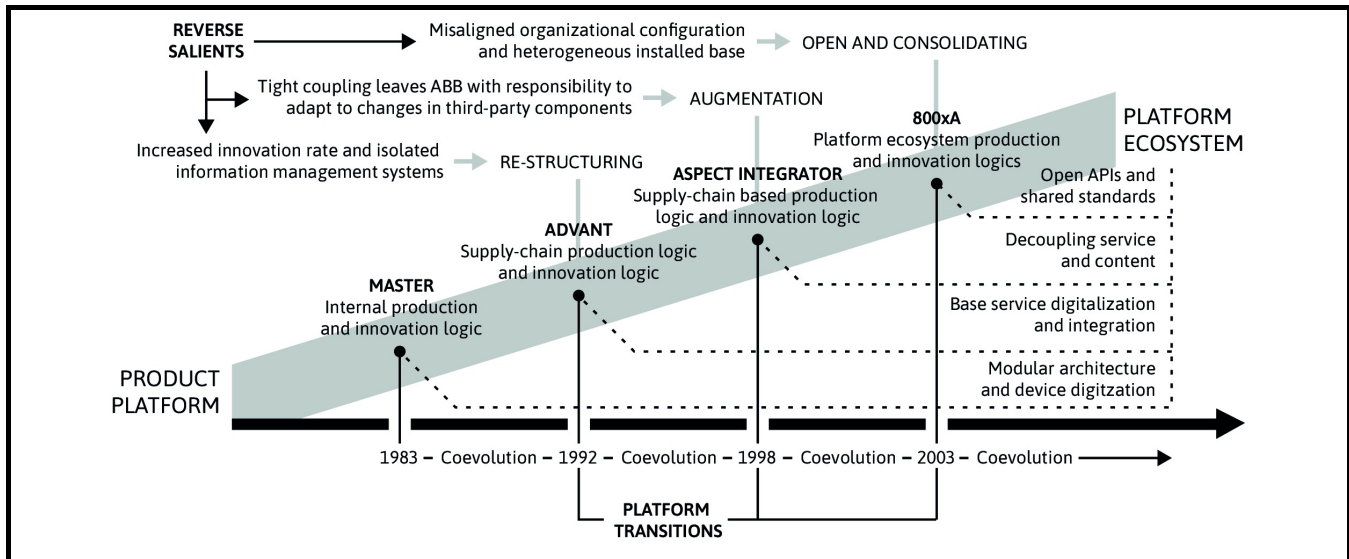 REVERSE
SALIENTS
Misaligned organizational configuration
and heterogeneous installed base
OPEN AND CONSOLIDATING
Tight coupling leaves ABB with responsibility to
adapt to changes in third-party components
AUGMENTATION
Increased innovation rate and isolated
information management systems
RE-STRUCTURING
800xA
Platform ecosystem production
and innovation logics
PLATFORM
ECOSYSTEM
ASPECT INTEGRATOR
Supply-chain based production
logic and innovation logic
Open APIs and
shared standards
ADVANT
Supply-chain production logic
and innovation logic
Decoupling service
and content
MASTER
Internal production
and innovation logic
Base service digitalization
and integration
Modular architecture
and device digitzation
PRODUCT
PLATFORM
1983 – Coevolution – 1992 – Coevolution – 1998 – Coevolution – 2003 – Coevolution
PLATFORM
TRANSITIONS